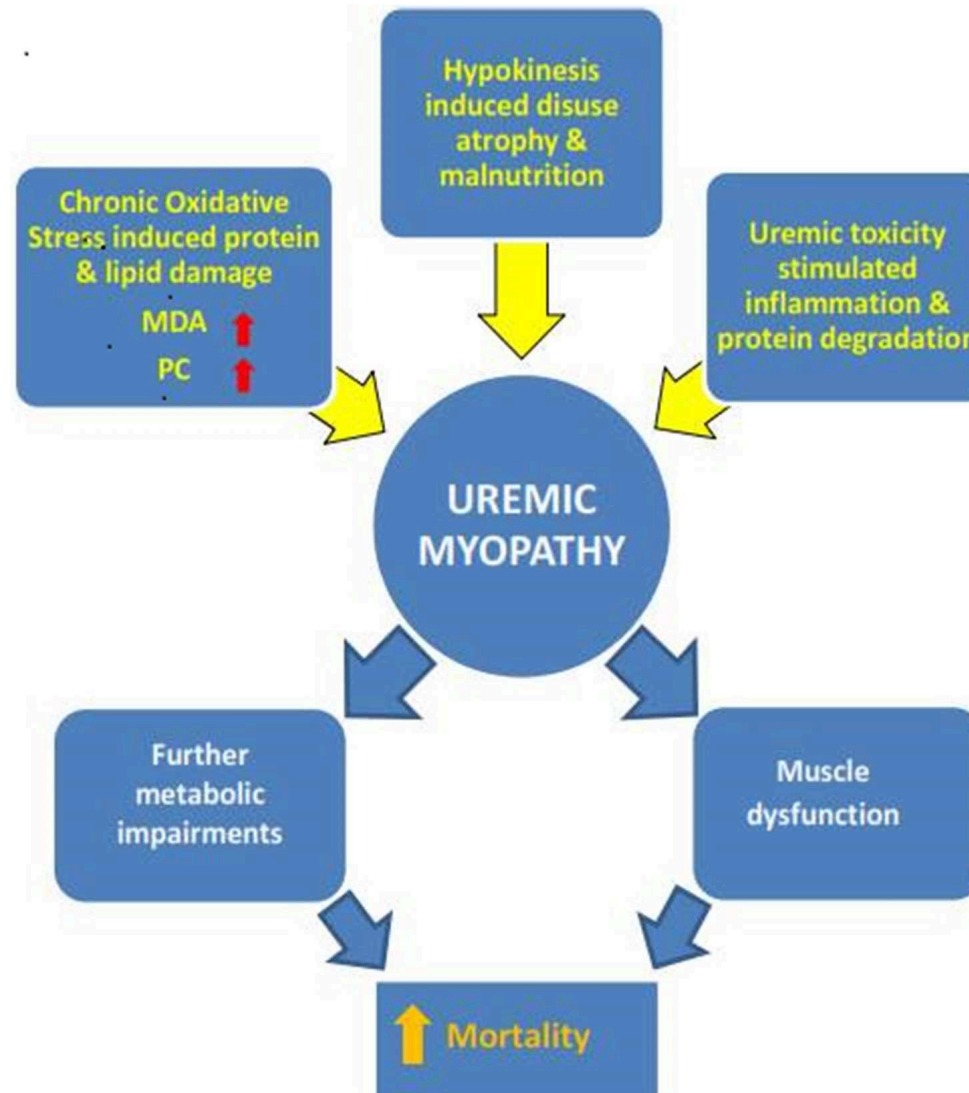 Hypokinesis
induced disuse
atrophy &
malnutrition
Chronic Oxidative
Stress induced protein
& lipid damage
MDA
PC
Uremic toxicity
stimulated
inflammation &
protein degradation
UREMIC
MYOPATHY
Further
metabolic
impairments
Muscle
dysfunction
Mortality